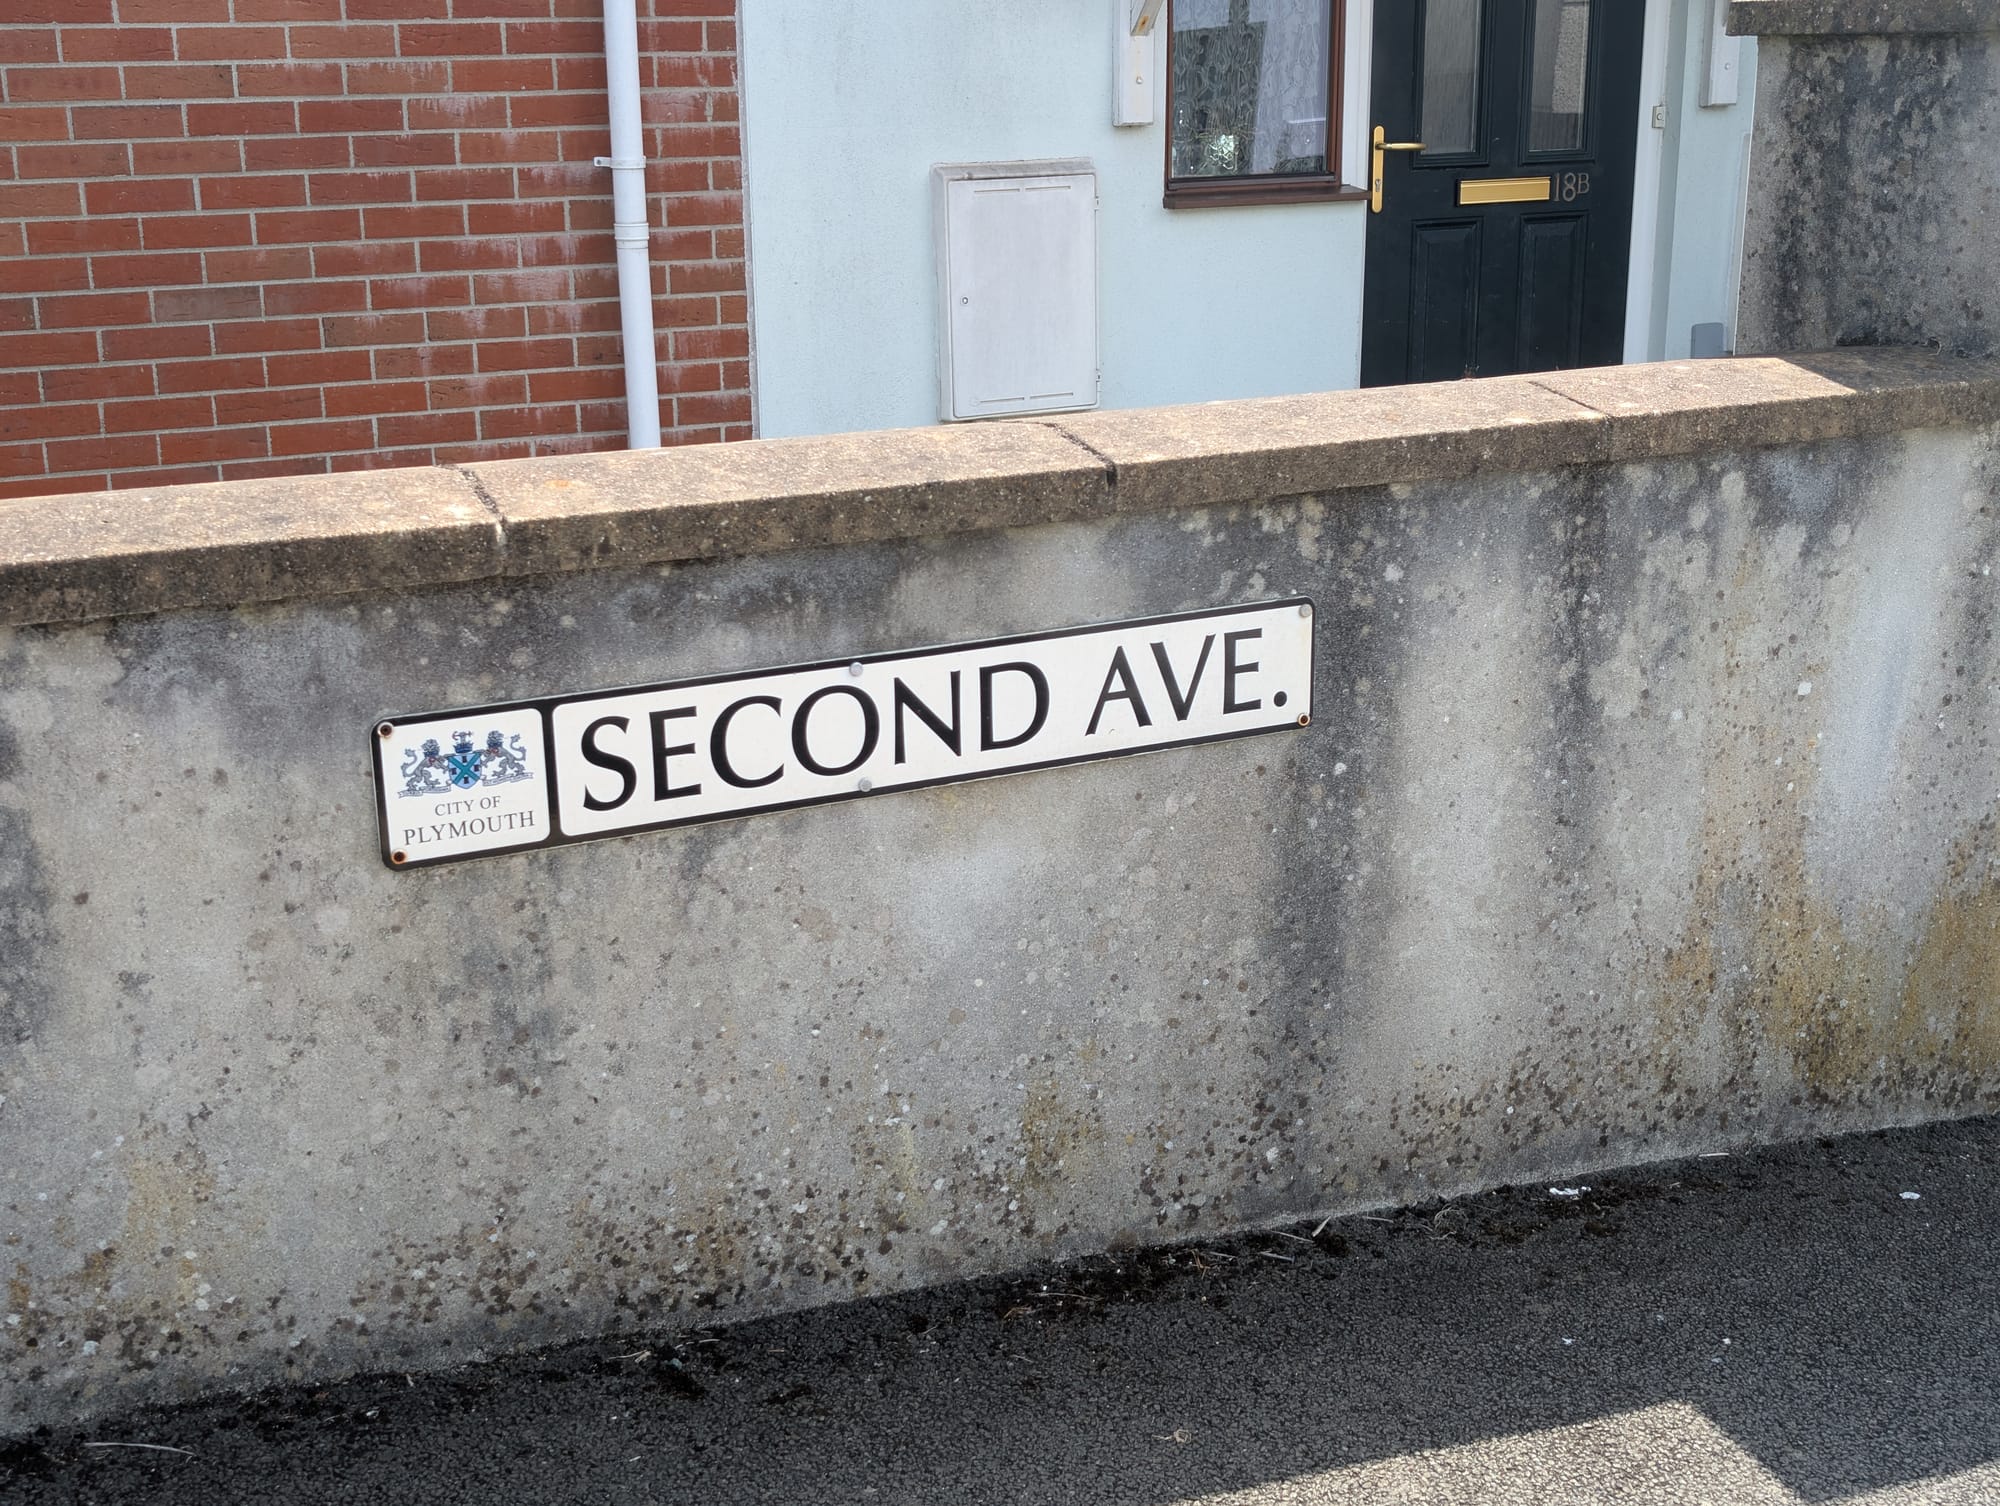 18B
SECOND AVE.
CITY OF
PLYMOUTH